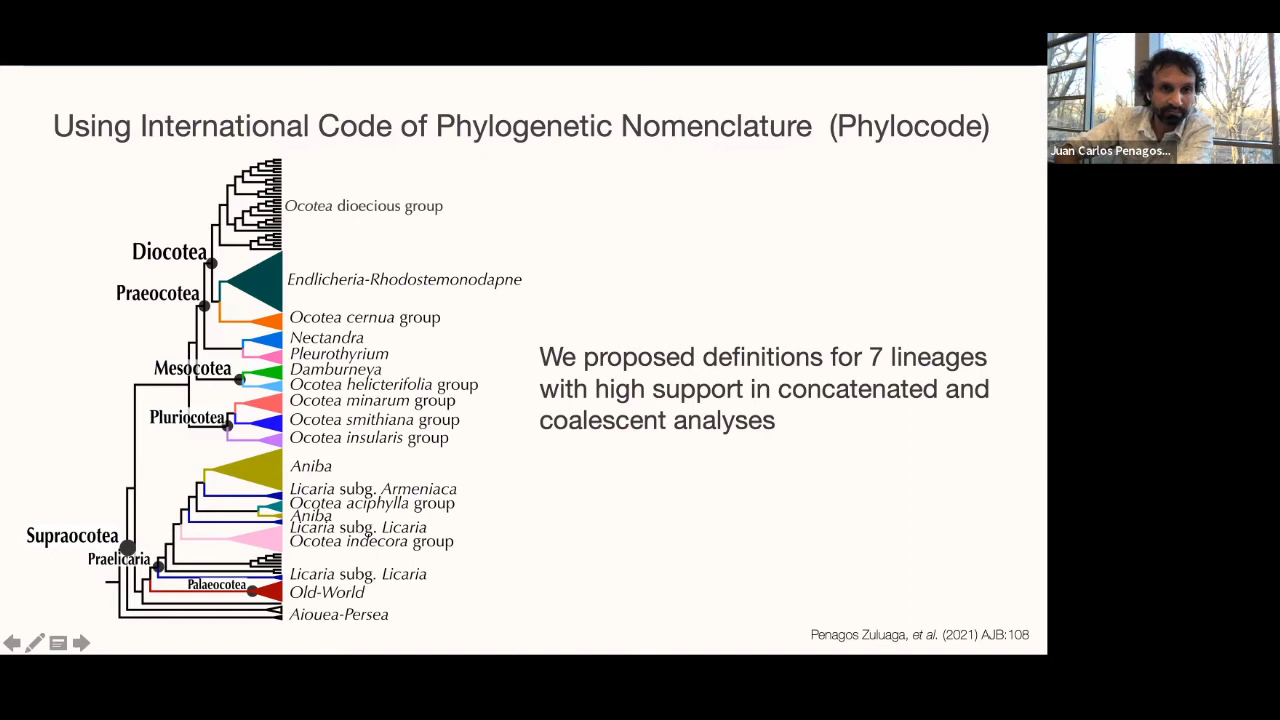 Using International Code of Phylogenetic Nomenclature (Phylocode)
Juan Carlos Penagos...
Ocotea dioecious group
Diocotea
Endlicheria-Rhodostemonodapne
Praeocotea
Ocotea cernua group
Nectandra
Pleurothyrium
Mesocotea
Damburneya
Ocotea helicterifolia group
Ocotea minarum group
Pluriocotea
Ocotea smithiana group
Ocotea insularis group
Aniba
Licaria subg. Armeniaca
Ocotea aciphylla group
Aniba
Licaria subg. Licaria
Supraocotea
Ocotea indecora group
Praelicaria
Licaria subg. Licaria
Palaeocotea
Old-World
Aiouea-Persea
We proposed definitions for 7 lineages
with high support in concatenated and
coalescent analyses
Penagos Zuluaga, et al. (2021) AJB:108